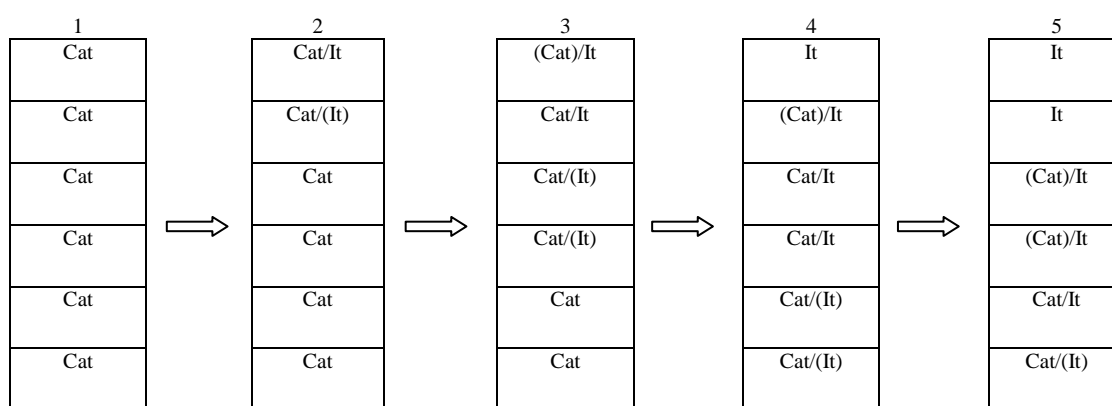 1 2 3 4 5
Cat Cat/It (Cat)/It It It
Cat Cat/(It) Cat/It (Cat)/It It
Cat Cat Cat/(It) Cat/It (Cat)/It
Cat Cat Cat/(It) Cat/It (Cat)/It
Cat Cat Cat Cat/(It) Cat/It
Cat Cat Cat Cat/(It) Cat/(It)